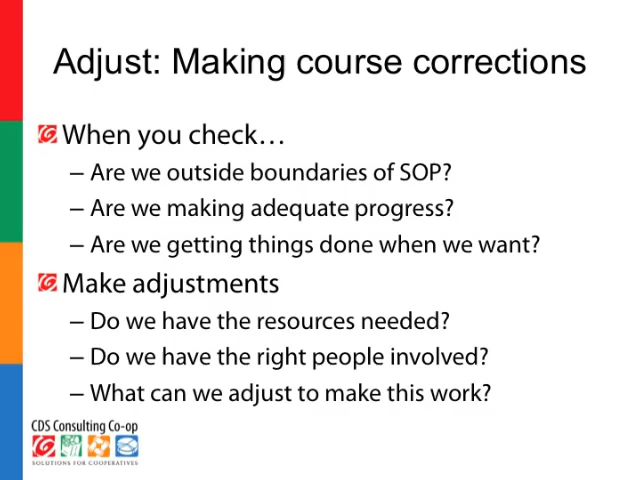 Adjust: Making course corrections
When you check…
– Are we outside boundaries of SOP?
– Are we making adequate progress?
– Are we getting things done when we want?
Make adjustments
– Do we have the resources needed?
– Do we have the right people involved?
– What can we adjust to make this work?
CDS Consulting Co-op
SOLUTIONS FOR COOPERATIVES